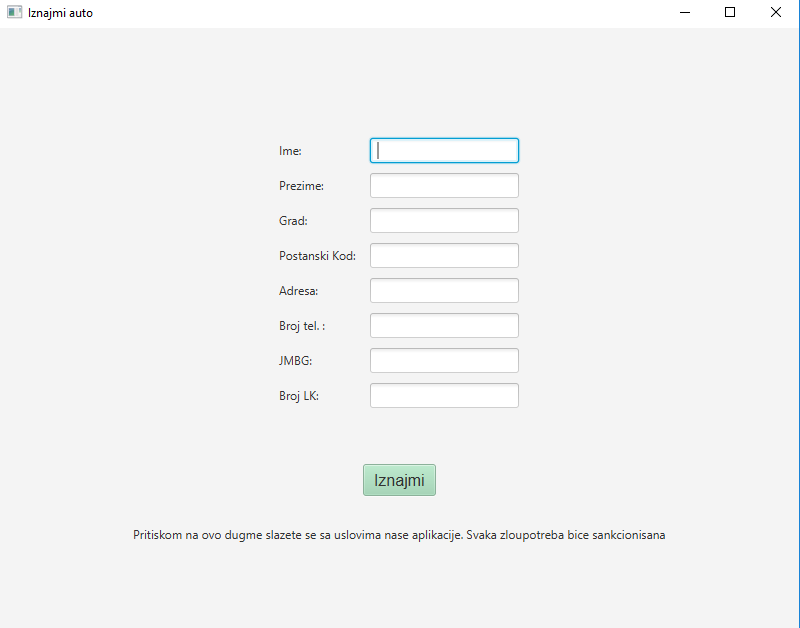 Iznajmi auto
Ime:
Prezime:
Grad:
Postanski Kod:
Adresa:
Broj tel. :
JMBG:
Broj LK:
Iznajmi
Pritiskom na ovo dugme slazete se sa uslovima nase aplikacije. Svaka zloupotreba bice sankcionisana